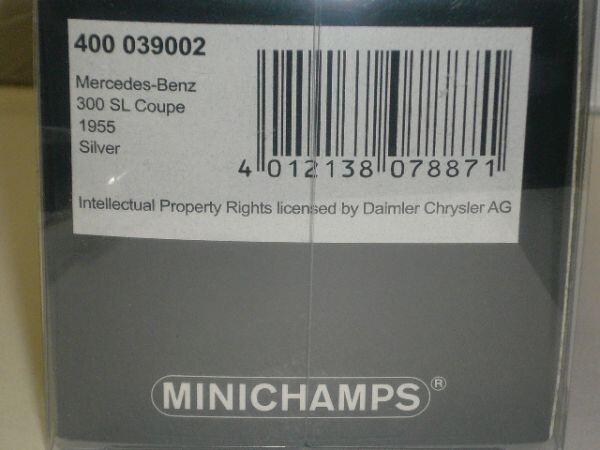 400 039002
Mercedes-Benz
300 SL Coupe
1955
Silver
4 012138 078871
Intellectual Property Rights licensed by Daimler Chrysler AG
MINICHAMPS®